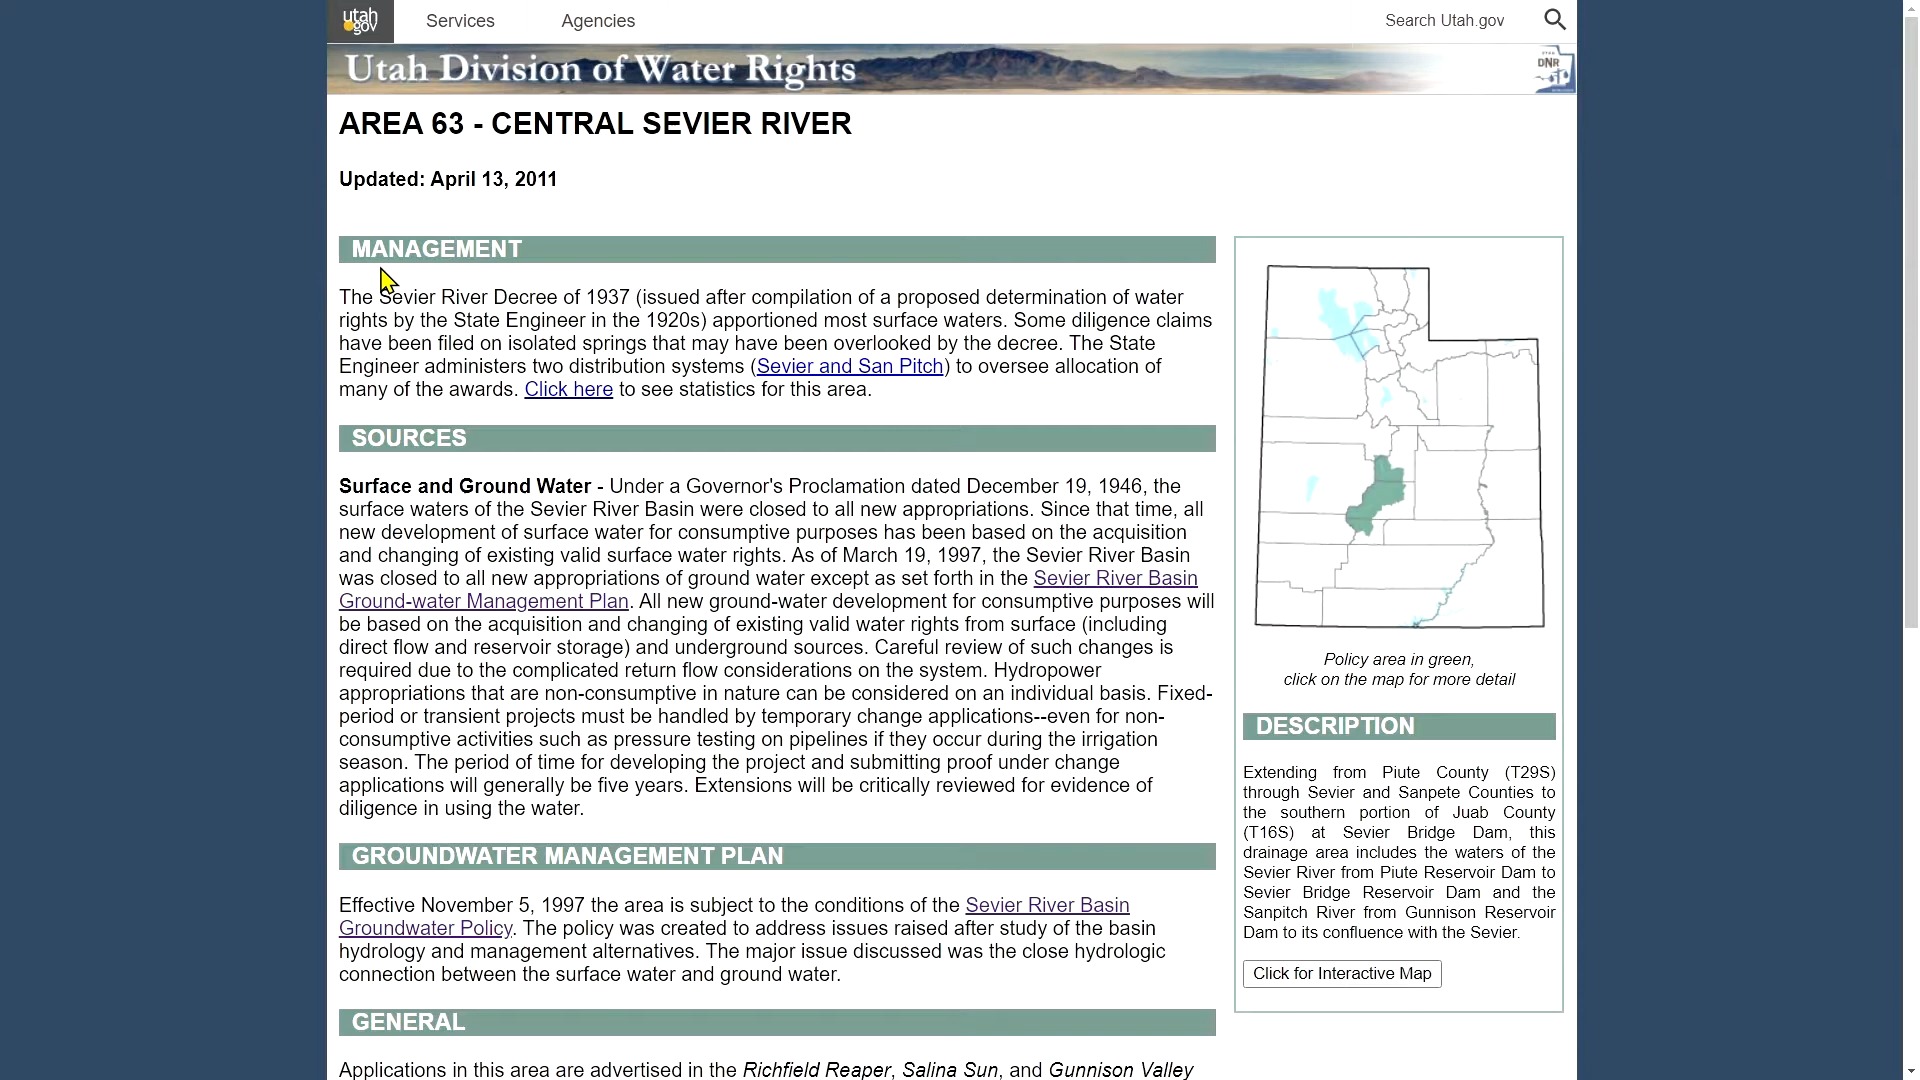 utah
gov
Services
Agencies
Search Utah.gov
Utah Division of Water Rights
DNR
AREA 63 - CENTRAL SEVIER RIVER
Updated: April 13, 2011
MANAGEMENT
The Sevier River Decree of 1937 (issued after compilation of a proposed determination of water
rights by the State Engineer in the 1920s) apportioned most surface waters. Some diligence claims
have been filed on isolated springs that may have been overlooked by the decree. The State
Engineer administers two distribution systems (Sevier and San Pitch) to oversee allocation of
many of the awards. Click here to see statistics for this area.
SOURCES
Surface and Ground Water - Under a Governor's Proclamation dated December 19, 1946, the
surface waters of the Sevier River Basin were closed to all new appropriations. Since that time, all
new development of surface water for consumptive purposes has been based on the acquisition
and changing of existing valid surface water rights. As of March 19, 1997, the Sevier River Basin
was closed to all new appropriations of ground water except as set forth in the Sevier River Basin
Ground-water Management Plan. All new ground-water development for consumptive purposes will
be based on the acquisition and changing of existing valid water rights from surface (including
direct flow and reservoir storage) and underground sources. Careful review of such changes is
required due to the complicated return flow considerations on the system. Hydropower
appropriations that are non-consumptive in nature can be considered on an individual basis. Fixed-
period or transient projects must be handled by temporary change applications--even for non-
consumptive activities such as pressure testing on pipelines if they occur during the irrigation
season. The period of time for developing the project and submitting proof under change
applications will generally be five years. Extensions will be critically reviewed for evidence of
diligence in using the water.
GROUNDWATER MANAGEMENT PLAN
Effective November 5, 1997 the area is subject to the conditions of the Sevier River Basin
Groundwater Policy. The policy was created to address issues raised after study of the basin
hydrology and management alternatives. The major issue discussed was the close hydrologic
connection between the surface water and ground water.
GENERAL
Applications in this area are advertised in the Richfield Reaper, Salina Sun, and Gunnison Valley
Policy area in green,
click on the map for more detail
DESCRIPTION
Extending from Piute County (T29S)
through Sevier and Sanpete Counties to
the southern portion of Juab County
(T16S) at Sevier Bridge Dam, this
drainage area includes the waters of the
Sevier River from Piute Reservoir Dam to
Sevier Bridge Reservoir Dam and the
Sanpitch River from Gunnison Reservoir
Dam to its confluence with the Sevier.
Click for Interactive Map